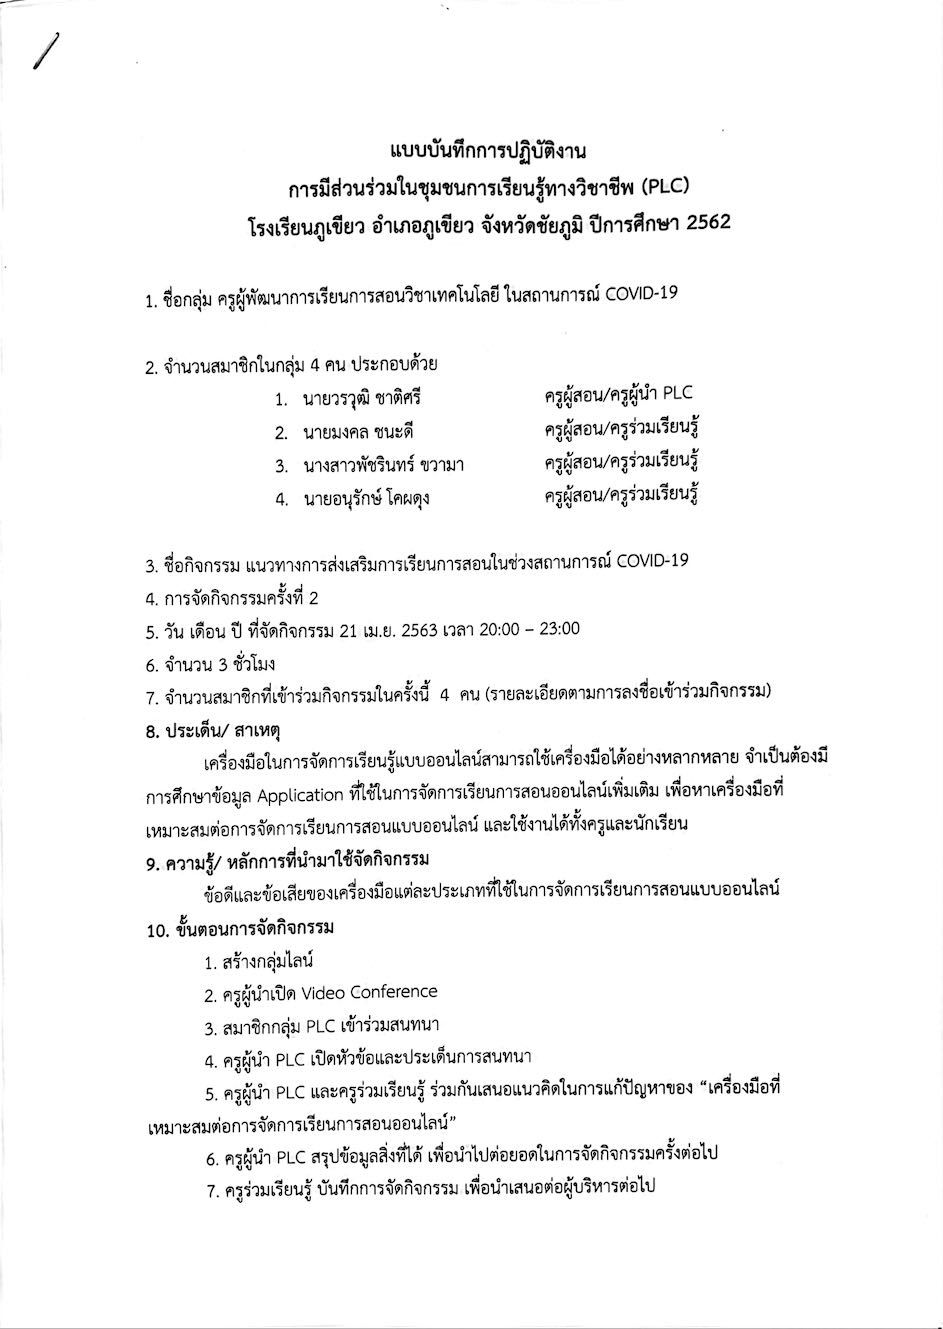 แบบบันทึกการปฏิบัติงาน
การมีส่วนร่วมในชุมชนการเรียนรู้ทางวิชาชีพ (PLC)
โรงเรียนภูเขียว อำเภอภูเขียว จังหวัดชัยภูมิ ปีการศึกษา 2562
1. ชื่อกลุ่ม ครูผู้พัฒนาการเรียนการสอนวิชาเทคโนโลยี ในสถานการณ์ COVID-19
2. จำนวนสมาชิกในกลุ่ม 4 คน ประกอบด้วย
1. นายวรวุฒิ ชาติศรี ครูผู้สอน/ครูผู้นำ PLC
2. นายมงคล ชนะดี ครูผู้สอน/ครูร่วมเรียนรู้
3. นางสาวพัชรินทร์ ขวามา ครูผู้สอน/ครูร่วมเรียนรู้
4. นายอนุรักษ์ โคผดุง ครูผู้สอน/ครูร่วมเรียนรู้
3. ชื่อกิจกรรม แนวทางการส่งเสริมการเรียนการสอนในช่วงสถานการณ์ COVID-19
4. การจัดกิจกรรมครั้งที่ 2
5. วัน เดือน ปี ที่จัดกิจกรรม 21 เม.ย. 2563 เวลา 20:00 – 23:00
6. จำนวน 3 ชั่วโมง
7. จำนวนสมาชิกที่เข้าร่วมกิจกรรมในครั้งนี้ 4 คน (รายละเอียดตามการลงชื่อเข้าร่วมกิจกรรม)
8. ประเด็น/ สาเหตุ
เครื่องมือในการจัดการเรียนรู้แบบออนไลน์สามารถใช้เครื่องมือได้อย่างหลากหลาย จำเป็นต้องมี
การศึกษาข้อมูล Application ที่ใช้ในการจัดการเรียนการสอนออนไลน์เพิ่มเติม เพื่อหาเครื่องมือที่
เหมาะสมต่อการจัดการเรียนการสอนแบบออนไลน์ และใช้งานได้ทั้งครูและนักเรียน
9. ความรู้/ หลักการที่นำมาใช้จัดกิจกรรม
ข้อดีและข้อเสียของเครื่องมือแต่ละประเภทที่ใช้ในการจัดการเรียนการสอนแบบออนไลน์
10. ขั้นตอนการจัดกิจกรรม
1. สร้างกลุ่มไลน์
2. ครูผู้นำเปิด Video Conference
3. สมาชิกกลุ่ม PLC เข้าร่วมสนทนา
4. ครูผู้นำ PLC เปิดหัวข้อและประเด็นการสนทนา
5. ครูผู้นำ PLC และครูร่วมเรียนรู้ ร่วมกันเสนอแนวคิดในการแก้ปัญหาของ “เครื่องมือที่
เหมาะสมต่อการจัดการเรียนการสอนออนไลน์”
6. ครูผู้นำ PLC สรุปข้อมูลสิ่งที่ได้ เพื่อนำไปต่อยอดในการจัดกิจกรรมครั้งต่อไป
7. ครูร่วมเรียนรู้ บันทึกการจัดกิจกรรม เพื่อนำเสนอต่อผู้บริหารต่อไป